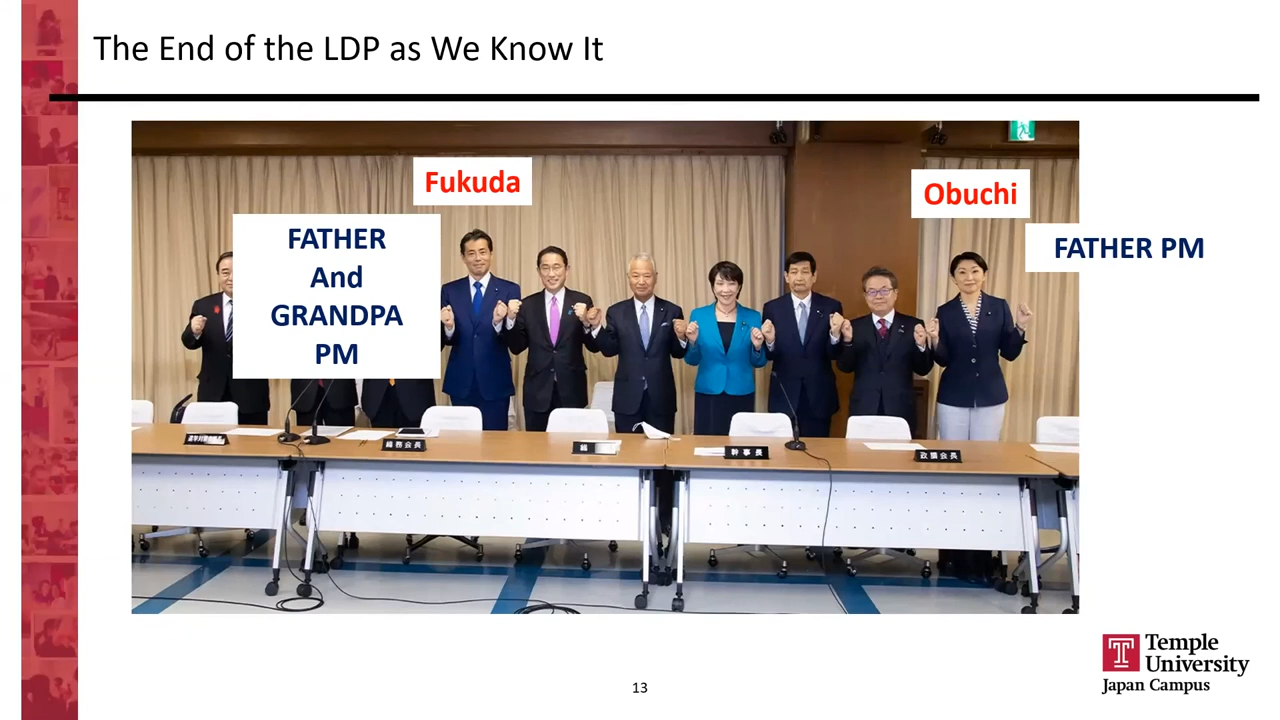 The End of the LDP as We Know It
Fukuda
Obuchi
FATHER
And
GRANDPA
PM
FATHER PM
総務会長
幹事長
政調会長
Temple
University
Japan Campus
13